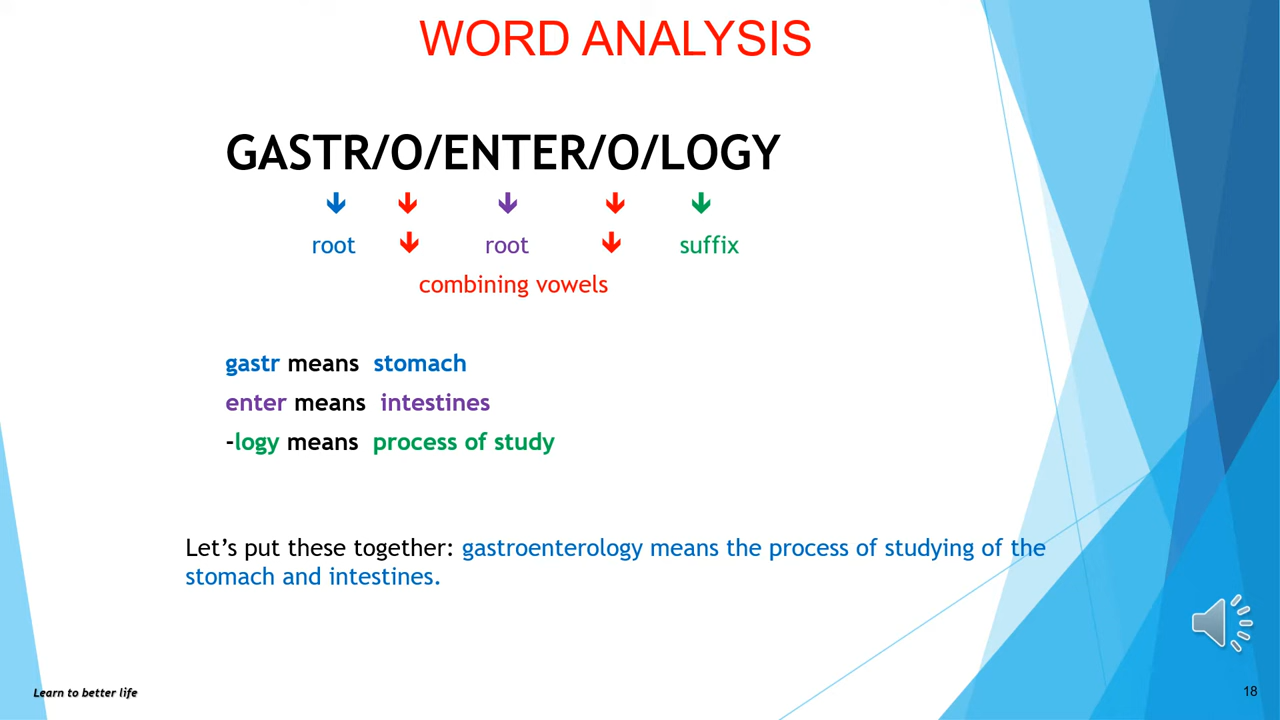 WORD ANALYSIS
GASTR/O/ENTER/O/LOGY
root root suffix
combining vowels
gastr means stomach
enter means intestines
-logy means process of study
Let’s put these together: gastroenterology means the process of studying of the
stomach and intestines.
Learn to better life
18